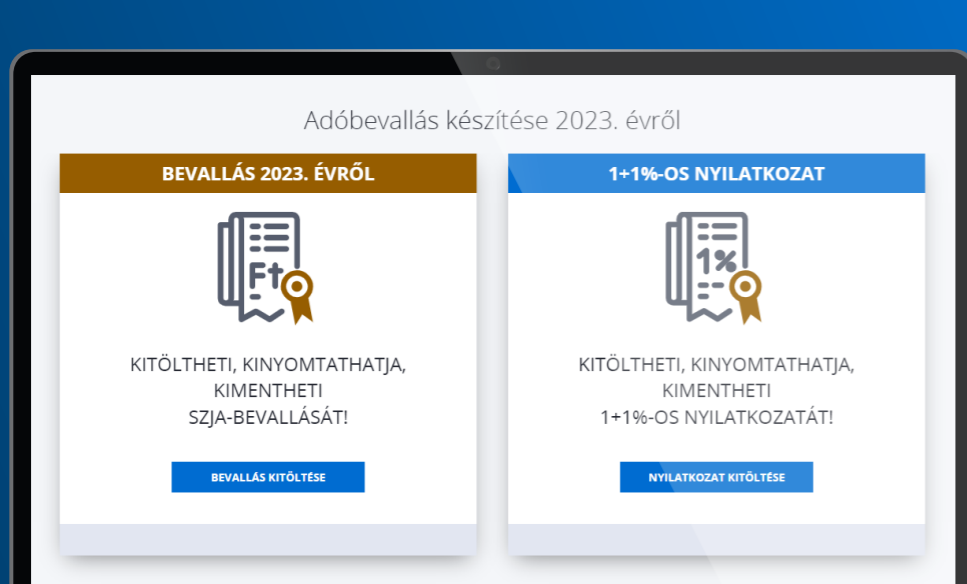 Adóbevallás készítése 2023. évről
BEVALLÁS 2023. ÉVRŐL
Ft
KITÖLTHETI, KINYOMTATHATJA,
KIMENTHETI
SZJA-BEVALLÁSÁT!
BEVALLÁS KITÖLTÉSE
1+1%-OS NYILATKOZAT
1%
KITÖLTHETI, KINYOMTATHATJA,
KIMENTHETI
1+1%-OS NYILATKOZATÁT!
NYILATKOZAT KITÖLTÉSE